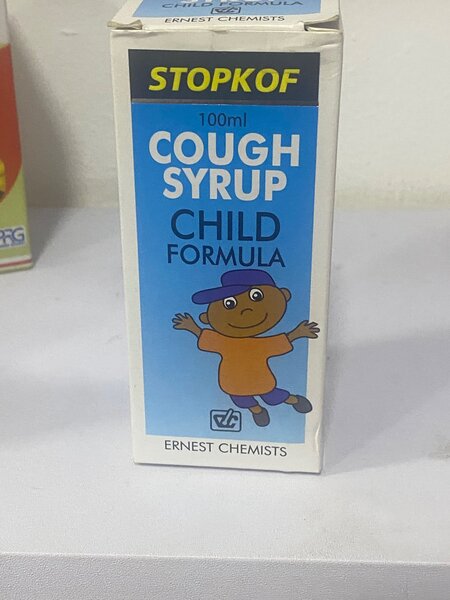 CHILD FORMULA
ERNEST CHEMISTS
STOPKOF
100ml
COUGH
SYRUP
CHILD
FORMULA
ERNEST CHEMISTS